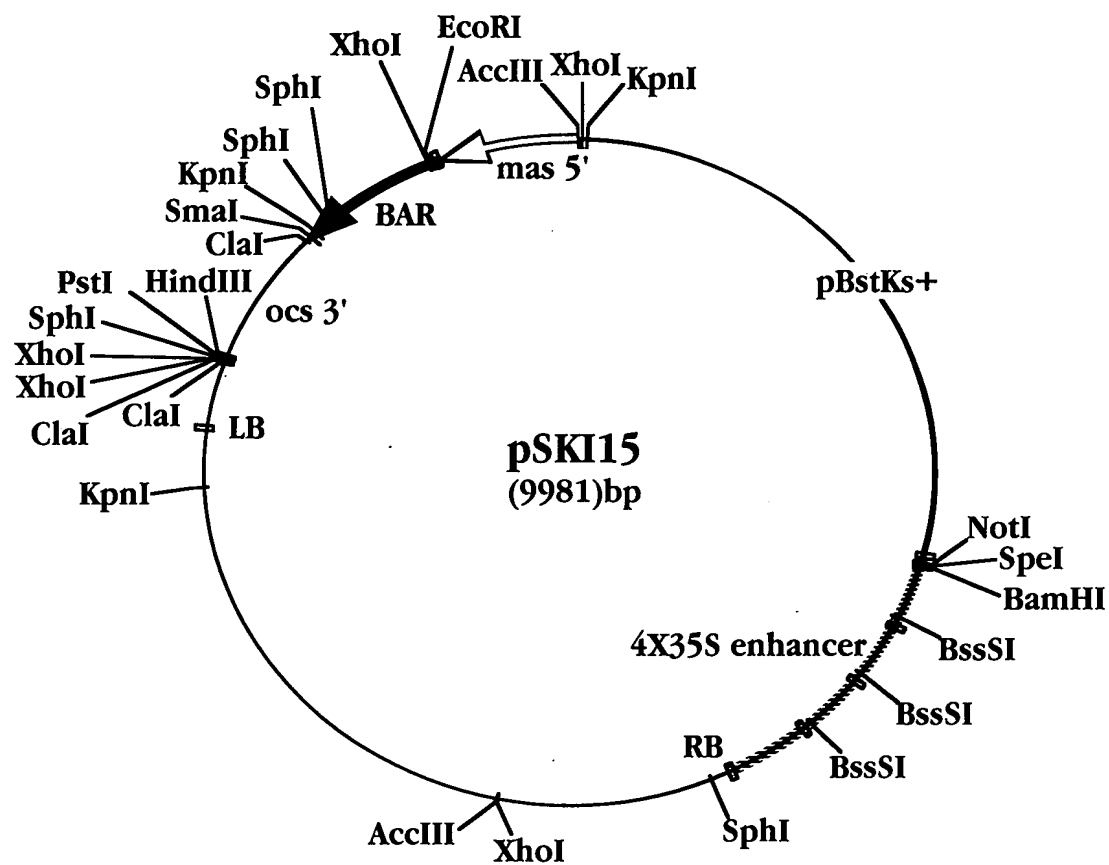 EcoRI
XhoI
AccIII
XhoI
KpnI
SphI
SphI
mas 5'
KpnI
BAR
SmaI
ClaI
PstI
HindIII
pBstKs+
ocs 3'
SphI
XhoI
XhoI
ClaI
ClaI
LB
pSKI15
(9981)bp
KpnI
NotI
SpeI
BamHI
4X35S enhancer
BssSI
BssSI
RB
BssSI
SphI
AccIII
XhoI